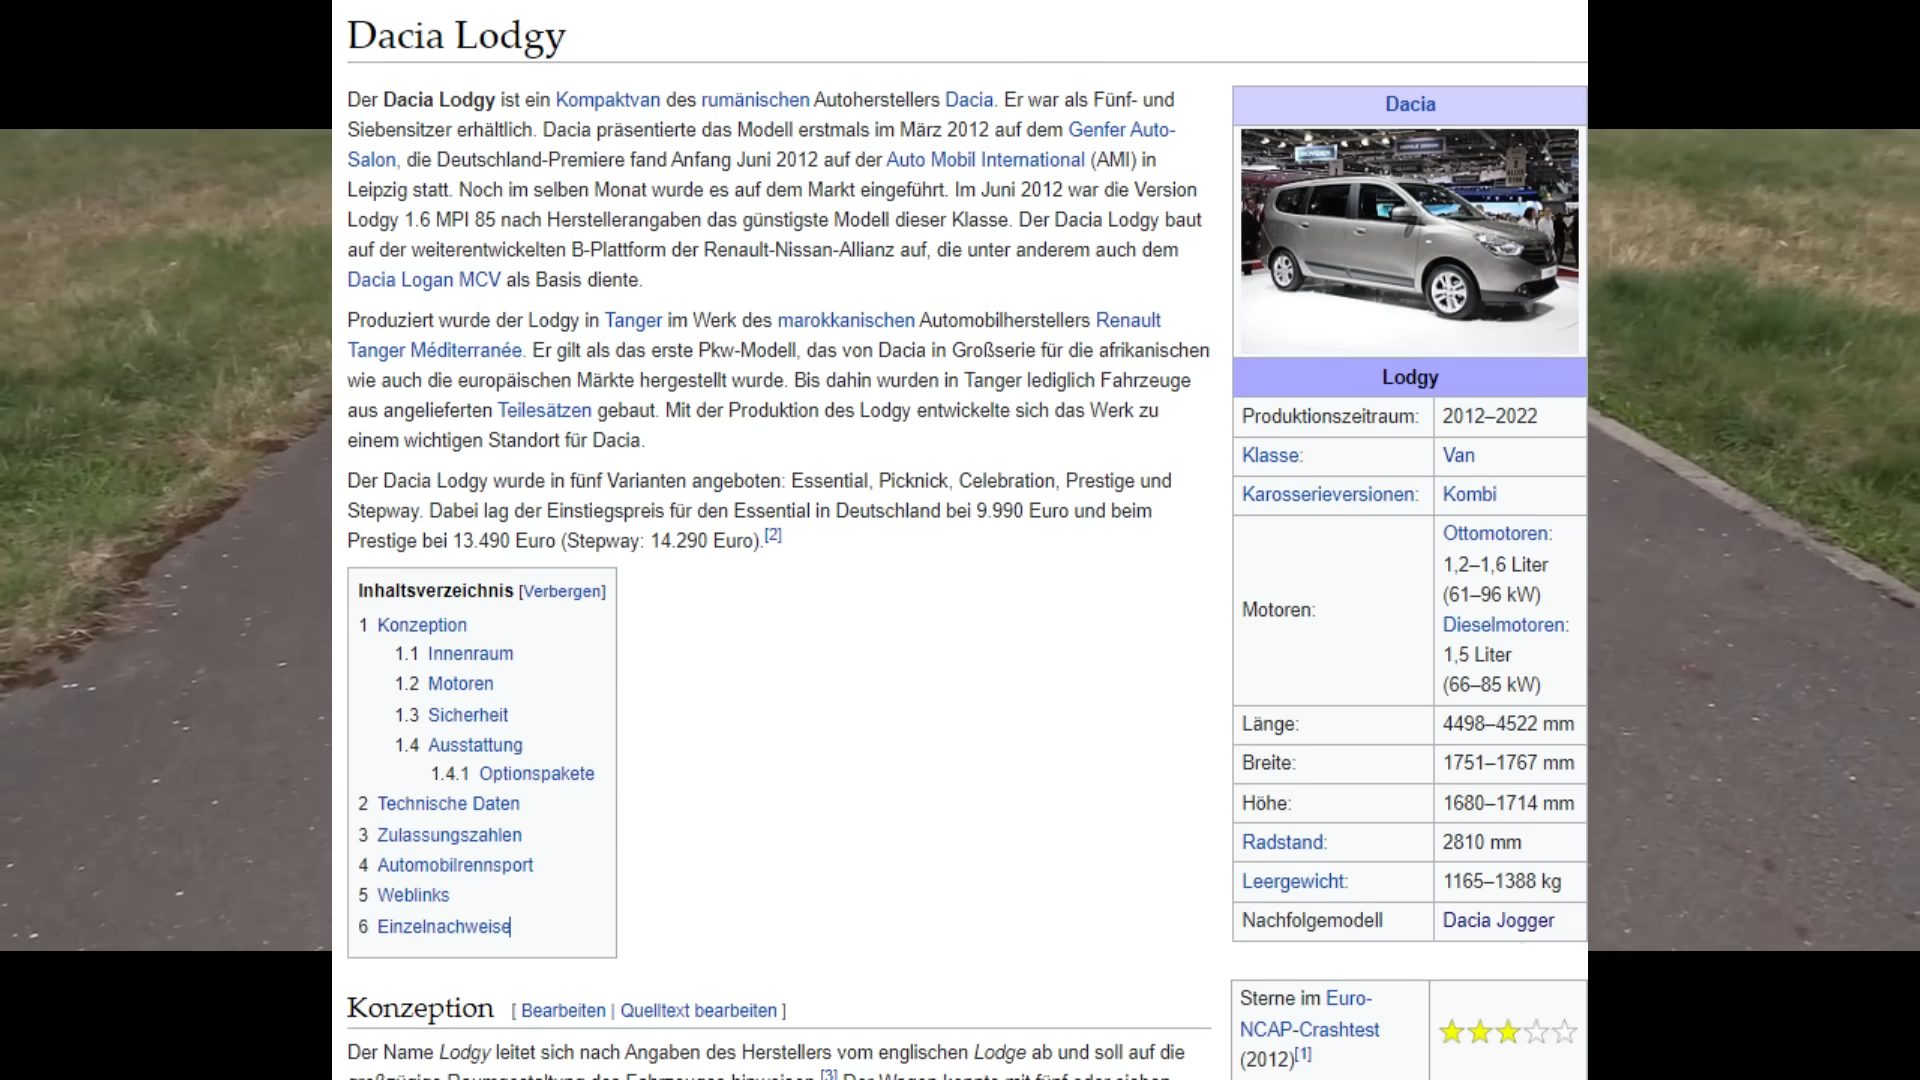 Dacia Lodgy
Der Dacia Lodgy ist ein Kompaktvan des rumänischen Autoherstellers Dacia. Er war als Fünf- und
Siebensitzer erhältlich. Dacia präsentierte das Modell erstmals im März 2012 auf dem Genfer Auto-
Salon, die Deutschland-Premiere fand Anfang Juni 2012 auf der Auto Mobil International (AMI) in
Leipzig statt. Noch im selben Monat wurde es auf dem Markt eingeführt. Im Juni 2012 war die Version
Lodgy 1.6 MPI 85 nach Herstellerangaben das günstigste Modell dieser Klasse. Der Dacia Lodgy baut
auf der weiterentwickelten B-Plattform der Renault-Nissan-Allianz auf, die unter anderem auch dem
Dacia Logan MCV als Basis diente.
Produziert wurde der Lodgy in Tanger im Werk des marokkanischen Automobilherstellers Renault
Tanger Méditerranée. Er gilt als das erste Pkw-Modell, das von Dacia in Großserie für die afrikanischen
wie auch die europäischen Märkte hergestellt wurde. Bis dahin wurden in Tanger lediglich Fahrzeuge
aus angelieferten Teilesätzen gebaut. Mit der Produktion des Lodgy entwickelte sich das Werk zu
einem wichtigen Standort für Dacia.
Der Dacia Lodgy wurde in fünf Varianten angeboten: Essential, Picknick, Celebration, Prestige und
Stepway. Dabei lag der Einstiegspreis für den Essential in Deutschland bei 9.990 Euro und beim
Prestige bei 13.490 Euro (Stepway: 14.290 Euro).[2]
Inhaltsverzeichnis [Verbergen]
1 Konzeption
1.1 Innenraum
1.2 Motoren
1.3 Sicherheit
1.4 Ausstattung
1.4.1 Optionspakete
2 Technische Daten
3 Zulassungszahlen
4 Automobilrennsport
5 Weblinks
6 Einzelnachweise
Konzeption [ Bearbeiten | Quelltext bearbeiten ]
Der Name Lodgy leitet sich nach Angaben des Herstellers vom englischen Lodge ab und soll auf die
großzügige Raumgestaltung des Fahrzeuges hinweisen.[3] Der Wagen konnte mit fünf oder sieben
Dacia
Lodgy
Produktionszeitraum: 2012–2022
Klasse: Van
Karosserieversionen: Kombi
Motoren: Ottomotoren:
1,2–1,6 Liter
(61–96 kW)
Dieselmotoren:
1,5 Liter
(66–85 kW)
Länge: 4498–4522 mm
Breite: 1751–1767 mm
Höhe: 1680–1714 mm
Radstand: 2810 mm
Leergewicht: 1165–1388 kg
Nachfolgemodell Dacia Jogger
Sterne im Euro-
NCAP-Crashtest
(2012)[1]